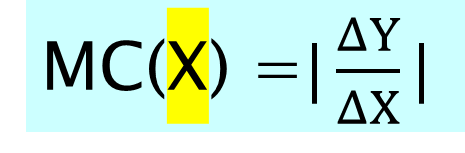 MC(X) = | ΔY/ΔX |